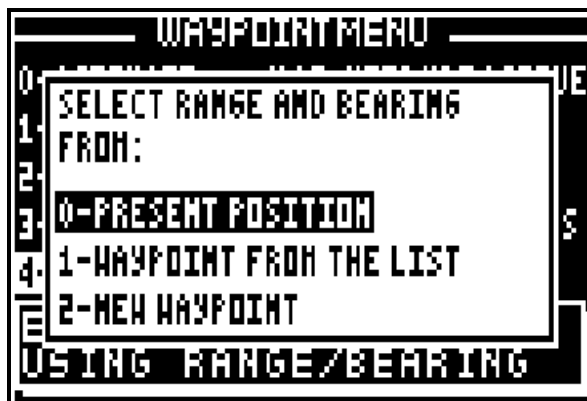 WAYPOINT MENU
SELECT RANGE AND BEARING
FROM:
0-PRESENT POSITION
1-WAYPOINT FROM THE LIST
2-NEW WAYPOINT
USING RANGE/BEARING